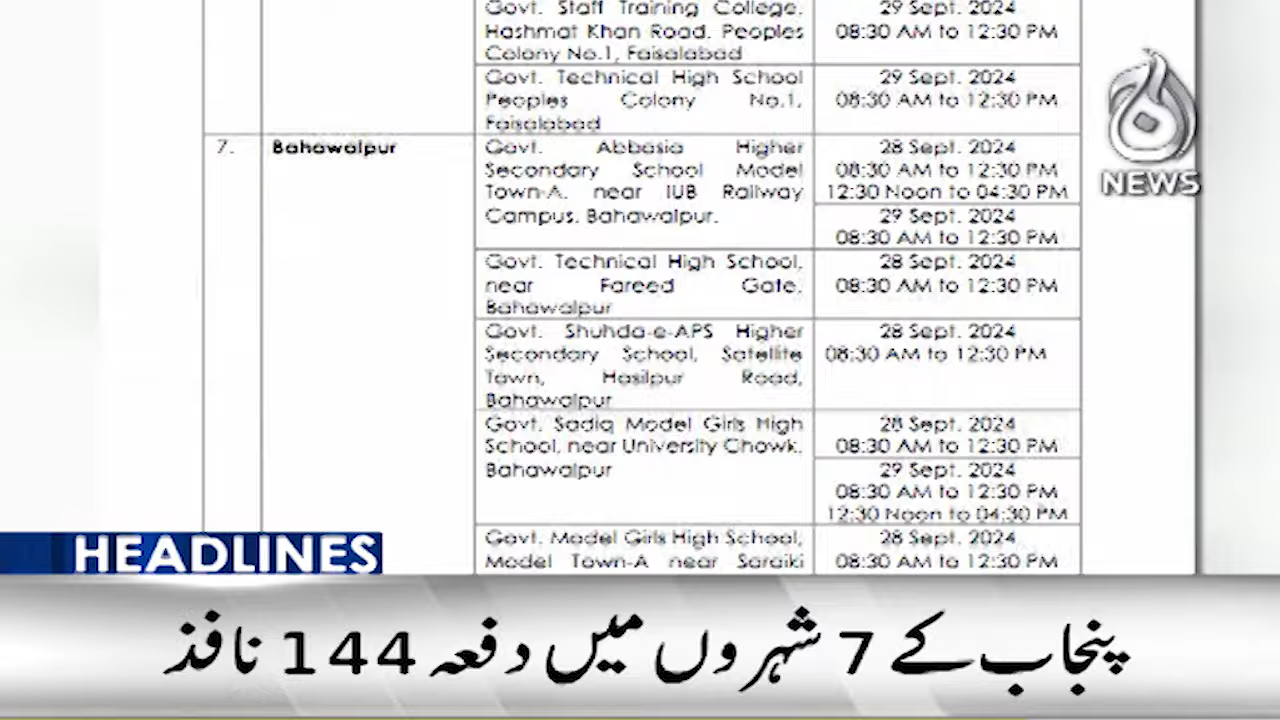 Govt. Staff Training College,
Hashmat Khan Road, Peoples
Colony No.1, Faisalabad
29 Sept. 2024
08:30 AM to 12:30 PM
Govt. Technical High School
Peoples Colony No.1,
Faisalabad
29 Sept. 2024
08:30 AM to 12:30 PM
7.
Bahawalpur
Govt. Abbasia Higher
Secondary School Model
Town-A, near IUB Railway
Campus, Bahawalpur.
28 Sept. 2024
08:30 AM to 12:30 PM
12:30 Noon to 04:30 PM
29 Sept. 2024
08:30 AM to 12:30 PM
Govt. Technical High School,
near Fareed Gate,
Bahawalpur
28 Sept. 2024
08:30 AM to 12:30 PM
Govt. Shuhda-e-APS Higher
Secondary School, Satellite
Town, Hasilpur Road,
Bahawalpur
28 Sept. 2024
08:30 AM to 12:30 PM
Govt. Sadiq Model Girls High
School, near University Chowk,
Bahawalpur
28 Sept. 2024
08:30 AM to 12:30 PM
29 Sept. 2024
08:30 AM to 12:30 PM
12:30 Noon to 04:30 PM
Govt. Model Girls High School,
Model Town-A near Saraiki
28 Sept. 2024
08:30 AM to 12:30 PM
آج
NEWS
HEADLINES
پنجاب کے 7 شہروں میں دفعہ 144 نافذ